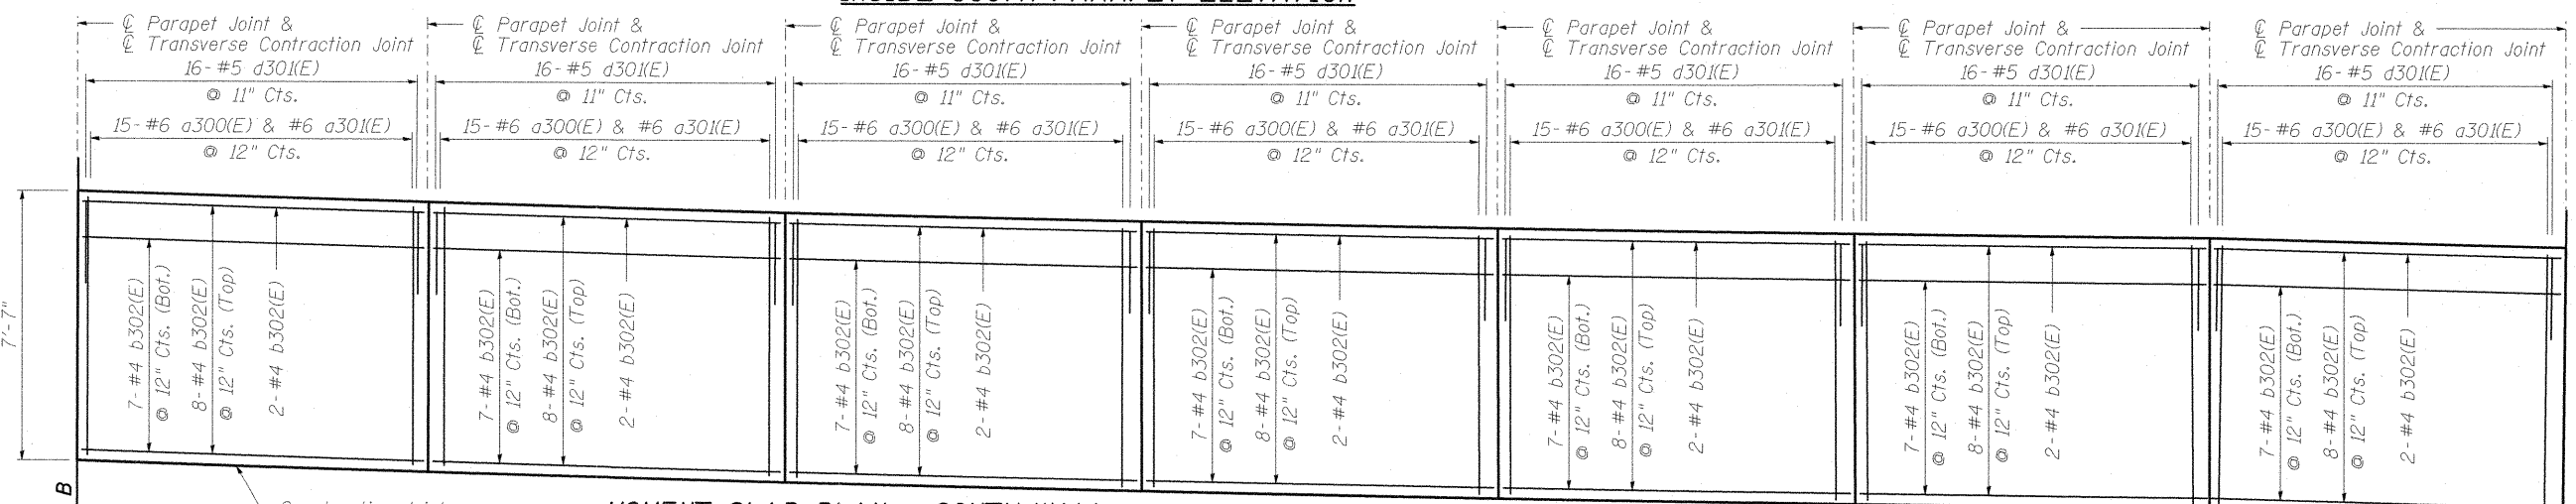 INSIDE SOUTH PARAPET ELEVATION
℄ Parapet Joint &
℄ Transverse Contraction Joint
16-#5 d301(E)
@ 11" Cts.
15-#6 a300(E) & #6 a301(E)
@ 12" Cts.
℄ Parapet Joint &
℄ Transverse Contraction Joint
16-#5 d301(E)
@ 11" Cts.
15-#6 a300(E) & #6 a301(E)
@ 12" Cts.
℄ Parapet Joint &
℄ Transverse Contraction Joint
16-#5 d301(E)
@ 11" Cts.
15-#6 a300(E) & #6 a301(E)
@ 12" Cts.
℄ Parapet Joint &
℄ Transverse Contraction Joint
16-#5 d301(E)
@ 11" Cts.
15-#6 a300(E) & #6 a301(E)
@ 12" Cts.
℄ Parapet Joint &
℄ Transverse Contraction Joint
16-#5 d301(E)
@ 11" Cts.
15-#6 a300(E) & #6 a301(E)
@ 12" Cts.
℄ Parapet Joint &
℄ Transverse Contraction Joint
16-#5 d301(E)
@ 11" Cts.
15-#6 a300(E) & #6 a301(E)
@ 12" Cts.
℄ Parapet Joint &
℄ Transverse Contraction Joint
16-#5 d301(E)
@ 11" Cts.
15-#6 a300(E) & #6 a301(E)
@ 12" Cts.
7'-7"
7-#4 b302(E)
@ 12" Cts. (Bot.)
8-#4 b302(E)
@ 12" Cts. (Top)
2-#4 b302(E)
7-#4 b302(E)
@ 12" Cts. (Bot.)
8-#4 b302(E)
@ 12" Cts. (Top)
2-#4 b302(E)
7-#4 b302(E)
@ 12" Cts. (Bot.)
8-#4 b302(E)
@ 12" Cts. (Top)
2-#4 b302(E)
7-#4 b302(E)
@ 12" Cts. (Bot.)
8-#4 b302(E)
@ 12" Cts. (Top)
2-#4 b302(E)
7-#4 b302(E)
@ 12" Cts. (Bot.)
8-#4 b302(E)
@ 12" Cts. (Top)
2-#4 b302(E)
7-#4 b302(E)
@ 12" Cts. (Bot.)
8-#4 b302(E)
@ 12" Cts. (Top)
2-#4 b302(E)
7-#4 b302(E)
@ 12" Cts. (Bot.)
8-#4 b302(E)
@ 12" Cts. (Top)
2-#4 b302(E)
B